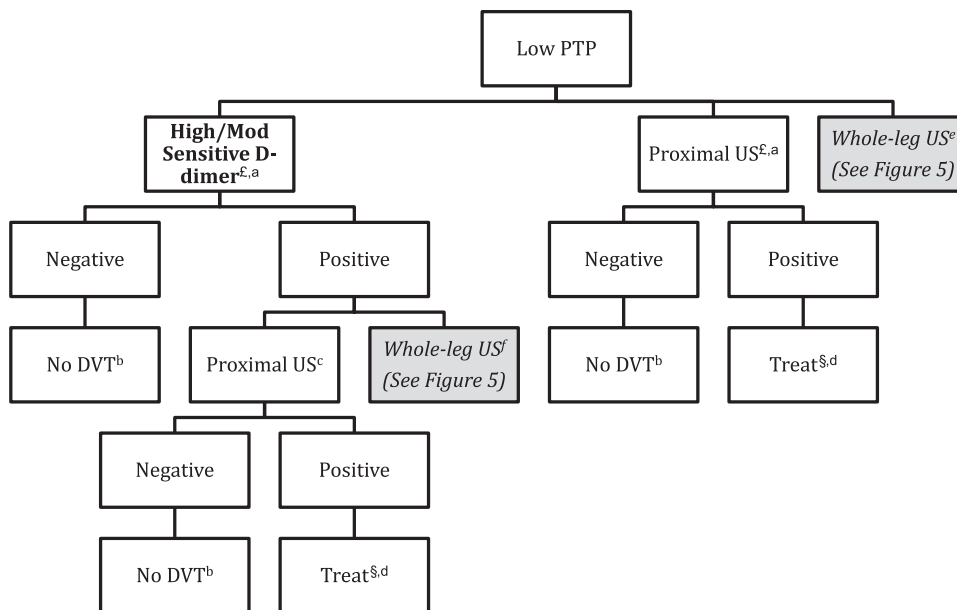 Low PTP
High/Mod
Sensitive D-
dimer£,a
Proximal US£,a
Whole-leg USe
(See Figure 5)
Negative
Positive
Negative
Positive
No DVTb
Proximal USc
Whole-leg USf
(See Figure 5)
No DVTb
Treat§,d
Negative
Positive
No DVTb
Treat§,d